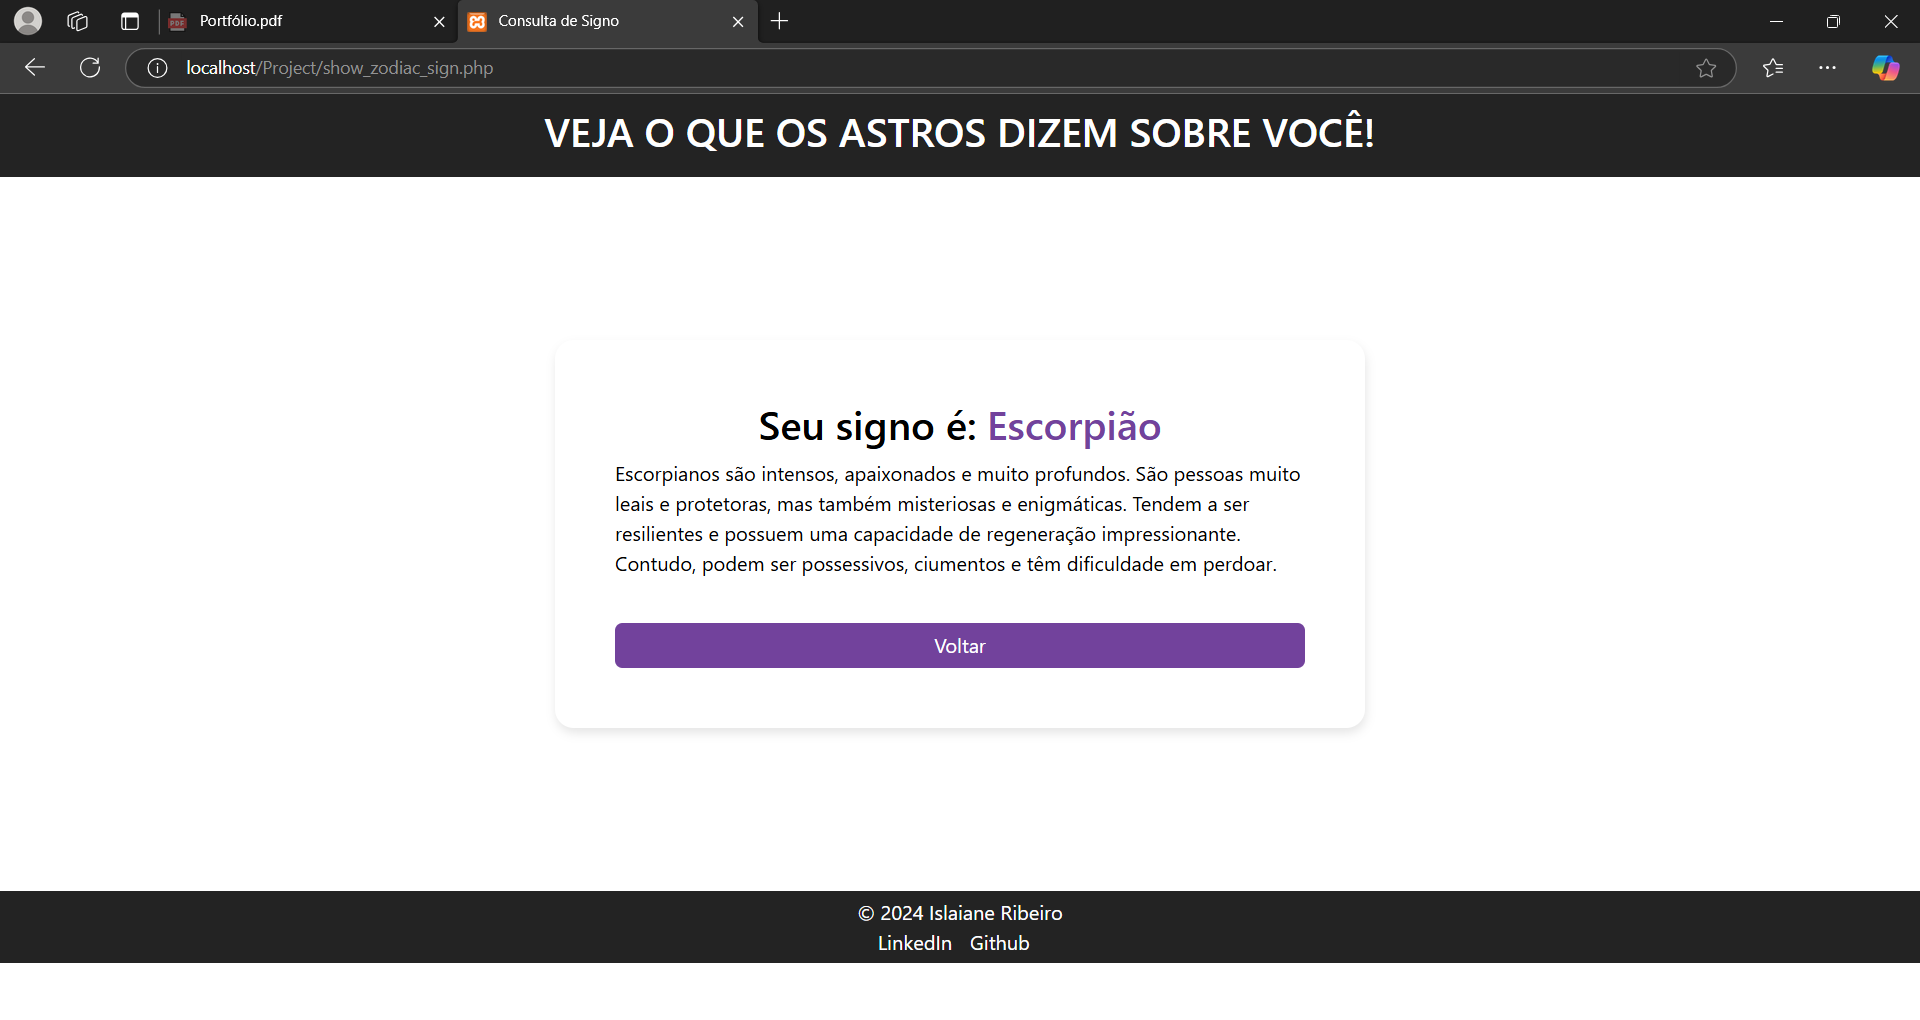 Portfólio.pdf
Consulta de Signo
localhost/Project/show_zodiac_sign.php
VEJA O QUE OS ASTROS DIZEM SOBRE VOCÊ!
Seu signo é: Escorpião
Escorpianos são intensos, apaixonados e muito profundos. São pessoas muito
leais e protetoras, mas também misteriosas e enigmáticas. Tendem a ser
resilientes e possuem uma capacidade de regeneração impressionante.
Contudo, podem ser possessivos, ciumentos e têm dificuldade em perdoar.
Voltar
© 2024 Islaiane Ribeiro
LinkedIn Github